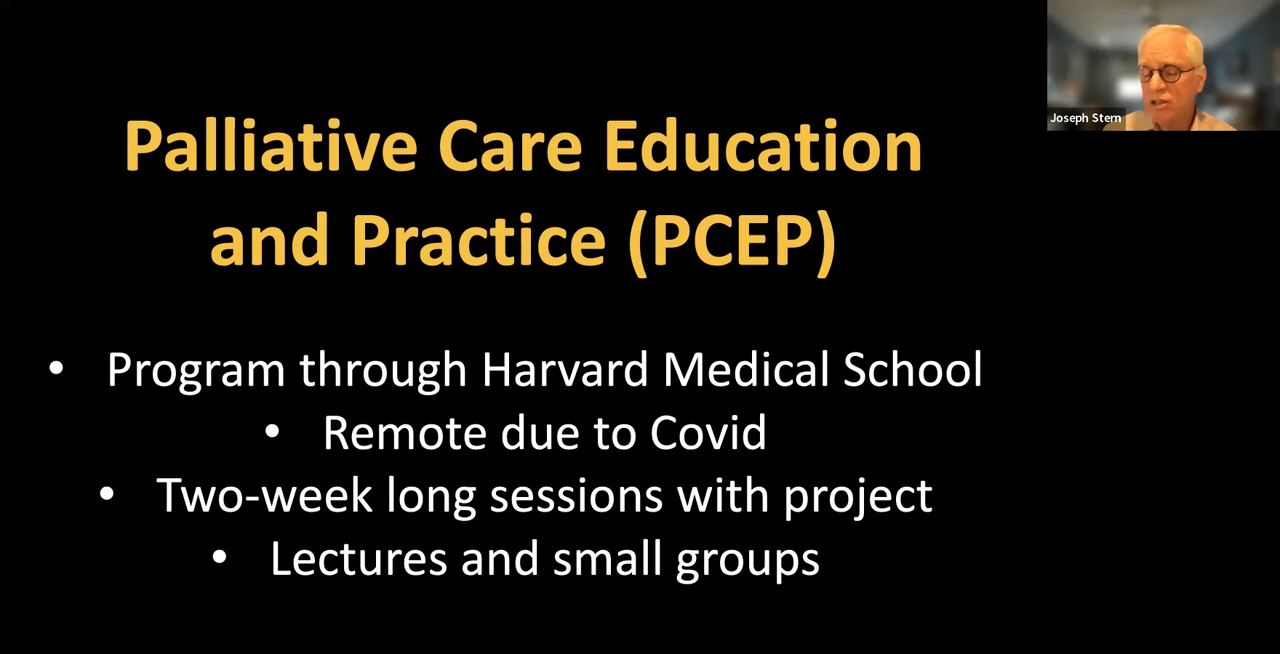 Palliative Care Education
and Practice (PCEP)
• Program through Harvard Medical School
• Remote due to Covid
• Two-week long sessions with project
• Lectures and small groups
Joseph Stern